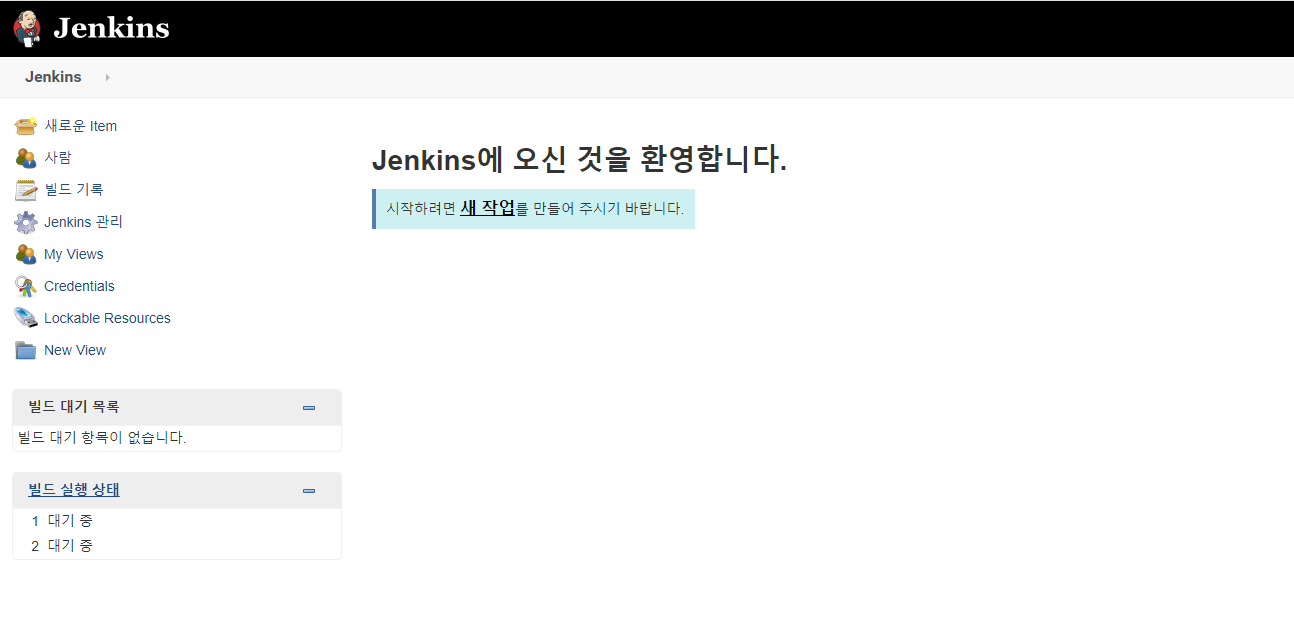 Jenkins
Jenkins
새로운 Item
사람
빌드 기록
Jenkins 관리
My Views
Credentials
Lockable Resources
New View
빌드 대기 목록
빌드 대기 항목이 없습니다.
빌드 실행 상태
1 대기 중
2 대기 중
Jenkins에 오신 것을 환영합니다.
시작하려면 새 작업를 만들어 주시기 바랍니다.